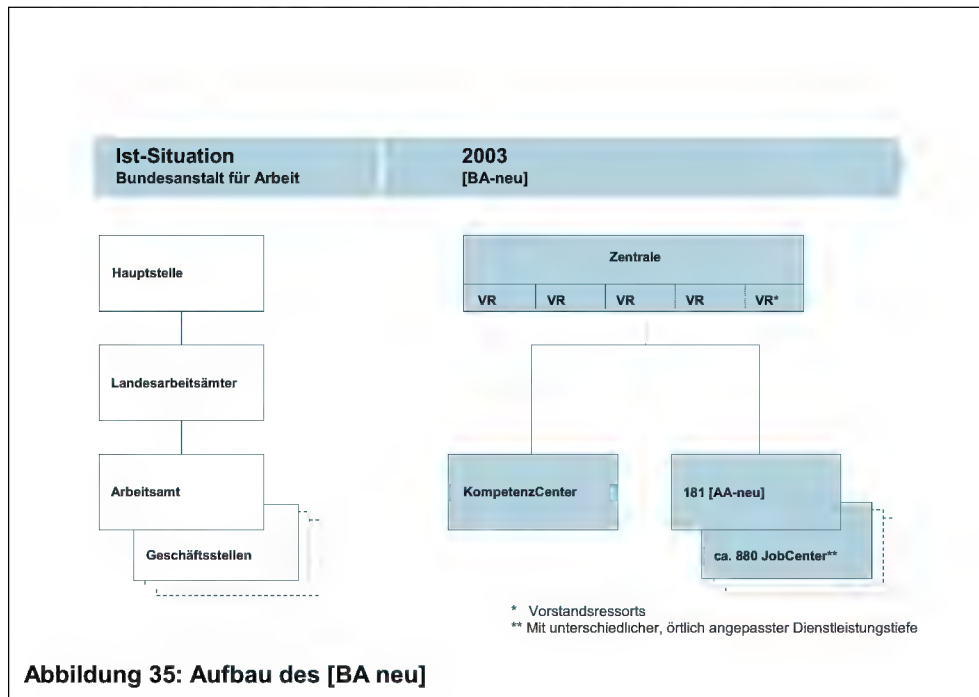 Ist-Situation
Bundesanstalt für Arbeit
2003
[BA-neu]
Hauptstelle
Landesarbeitsämter
Arbeitsamt
Geschäftsstellen
Zentrale
VR VR VR VR VR*
KompetenzCenter
181 [AA-neu]
ca. 880 JobCenter**
* Vorstandsressorts
** Mit unterschiedlicher, örtlich angepasster Dienstleistungstiefe
Abbildung 35: Aufbau des [BA neu]